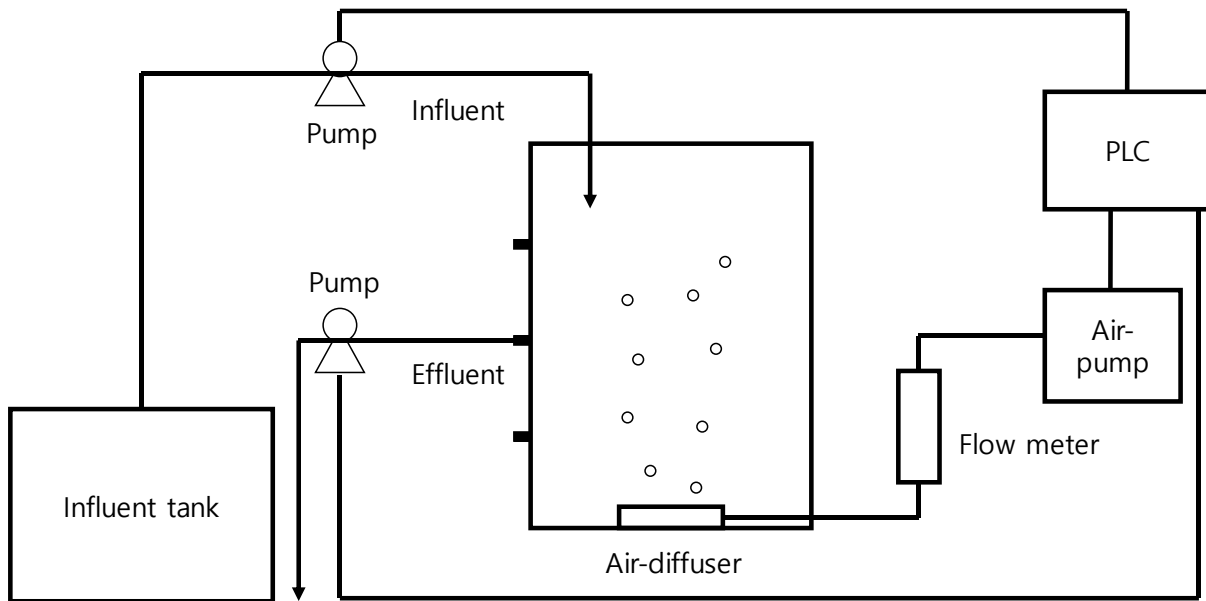 Pump
Influent
PLC
Pump
Effluent
Air-
pump
Flow meter
Influent tank
Air-diffuser